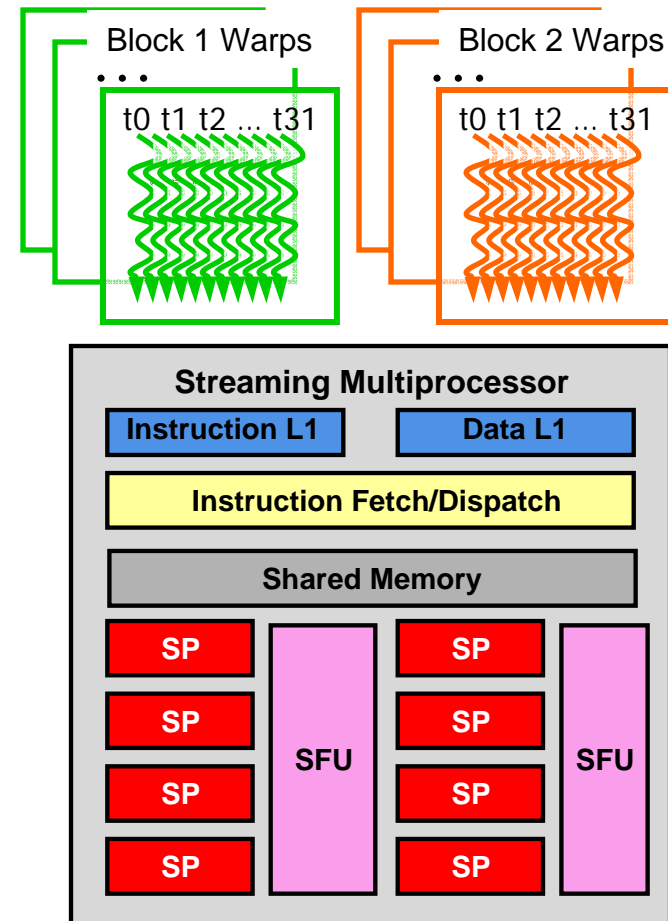 Block 1 Warps
Block 2 Warps
• • •
• • •
t0 t1 t2 ... t31
t0 t1 t2 ... t31
Streaming Multiprocessor
Instruction L1
Data L1
Instruction Fetch/Dispatch
Shared Memory
SP
SP
SP
SP
SFU
SP
SP
SP
SP
SFU